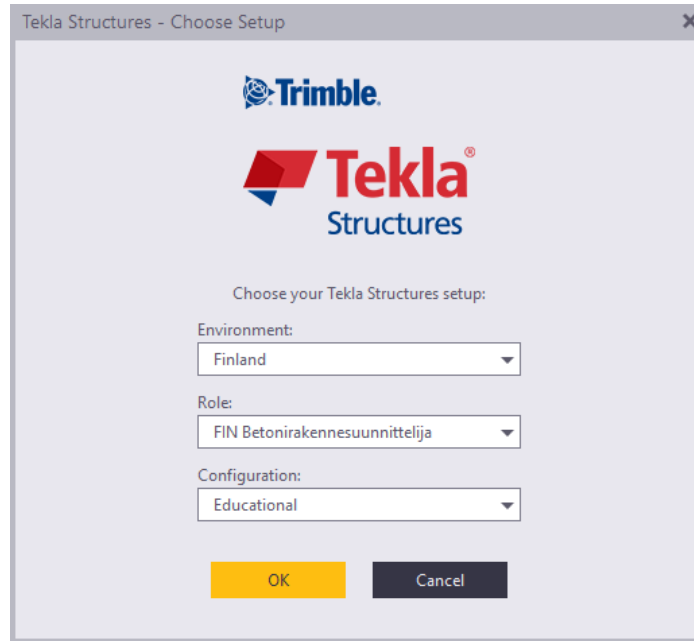 Tekla Structures - Choose Setup
Trimble.
Tekla®
Structures
Choose your Tekla Structures setup:
Environment:
Finland
Role:
FIN Betonirakennesuunnittelija
Configuration:
Educational
OK Cancel